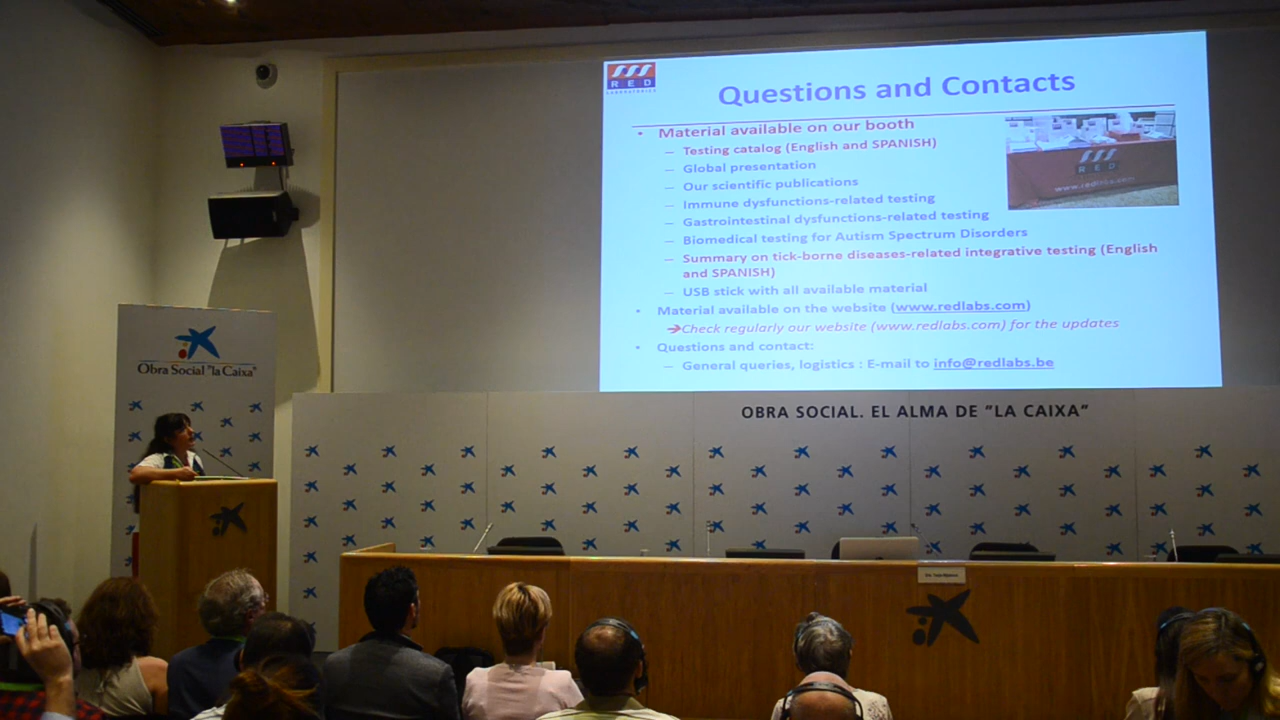 RED
LABORATORIES
Questions and Contacts
• Material available on our booth
– Testing catalog (English and SPANISH)
– Global presentation
– Our scientific publications
– Immune dysfunctions-related testing
– Gastrointestinal dysfunctions-related testing
– Biomedical testing for Autism Spectrum Disorders
– Summary on tick-borne diseases-related integrative testing (English
and SPANISH)
– USB stick with all available material
• Material available on the website (www.redlabs.com)
➔Check regularly our website (www.redlabs.com) for the updates
• Questions and contact:
– General queries, logistics : E-mail to info@redlabs.be
RED
www.redlabs.com
Obra Social "la Caixa"
OBRA SOCIAL. EL ALMA DE "LA CAIXA"